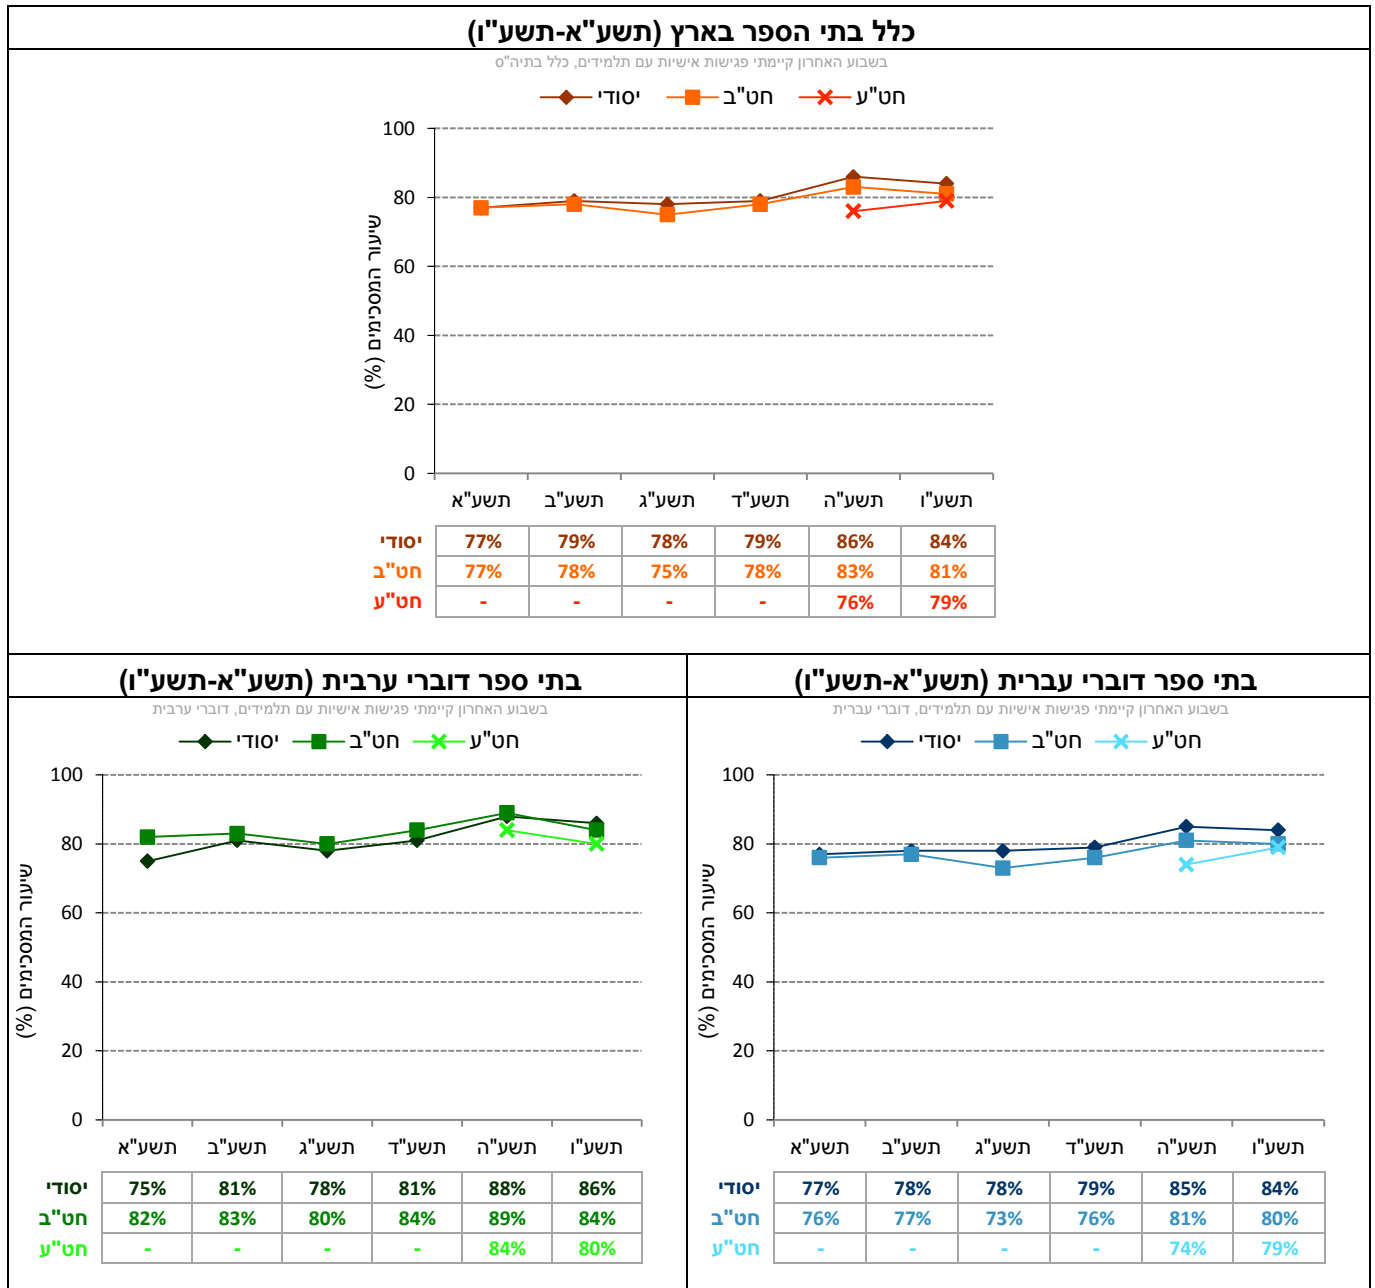 כלל בתי הספר בארץ (תשע"א-תשע"ו)
בשבוע האחרון קיימתי פגישות אישיות עם תלמידים, כלל בתיה"ס
יסודי חט"ב חט"ע
שיעור המסכימים (%)
100
80
60
40
20
0
תשע"א תשע"ב תשע"ג תשע"ד תשע"ה תשע"ו
יסודי 77% 79% 78% 79% 86% 84%
חט"ב 77% 78% 75% 78% 83% 81%
חט"ע - - - - 76% 79%
בתי ספר דוברי עברית (תשע"א-תשע"ו)
בשבוע האחרון קיימתי פגישות אישיות עם תלמידים, דוברי עברית
יסודי חט"ב חט"ע
שיעור המסכימים (%)
100
80
60
40
20
0
תשע"א תשע"ב תשע"ג תשע"ד תשע"ה תשע"ו
יסודי 77% 78% 78% 79% 85% 84%
חט"ב 76% 77% 73% 76% 81% 80%
חט"ע - - - - 74% 79%
בתי ספר דוברי ערבית (תשע"א-תשע"ו)
בשבוע האחרון קיימתי פגישות אישיות עם תלמידים, דוברי ערבית
יסודי חט"ב חט"ע
שיעור המסכימים (%)
100
80
60
40
20
0
תשע"א תשע"ב תשע"ג תשע"ד תשע"ה תשע"ו
יסודי 75% 81% 78% 81% 88% 86%
חט"ב 82% 83% 80% 84% 89% 84%
חט"ע - - - - 84% 80%